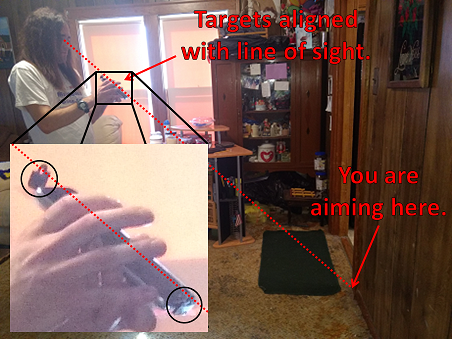 Targets aligned
with line of sight.
You are
aiming here.